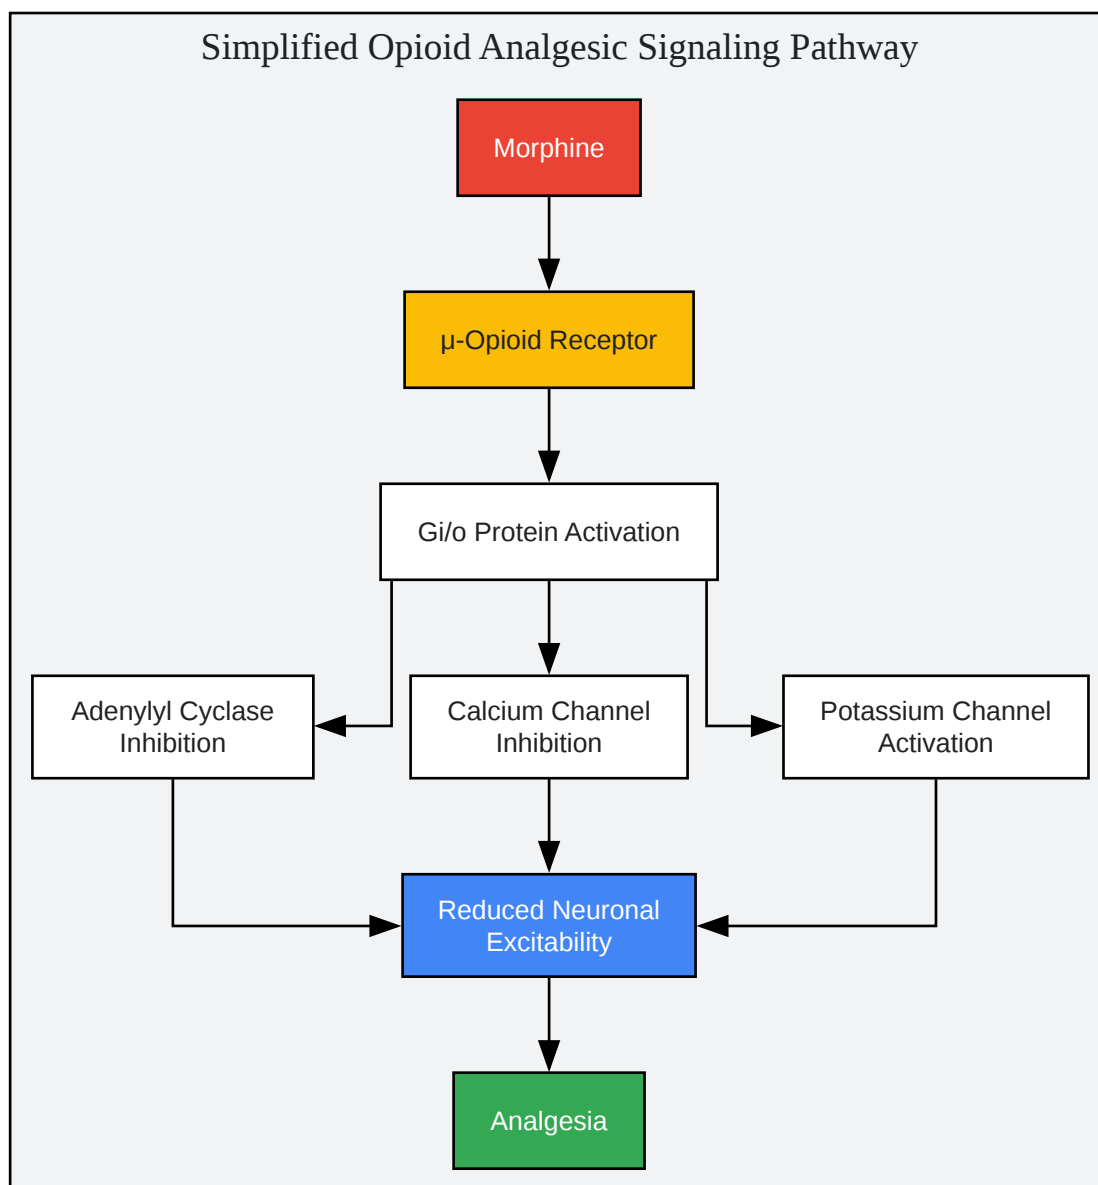 Simplified Opioid Analgesic Signaling Pathway
Morphine
μ-Opioid Receptor
Gi/o Protein Activation
Adenylyl Cyclase
Inhibition
Calcium Channel
Inhibition
Potassium Channel
Activation
Reduced Neuronal
Excitability
Analgesia